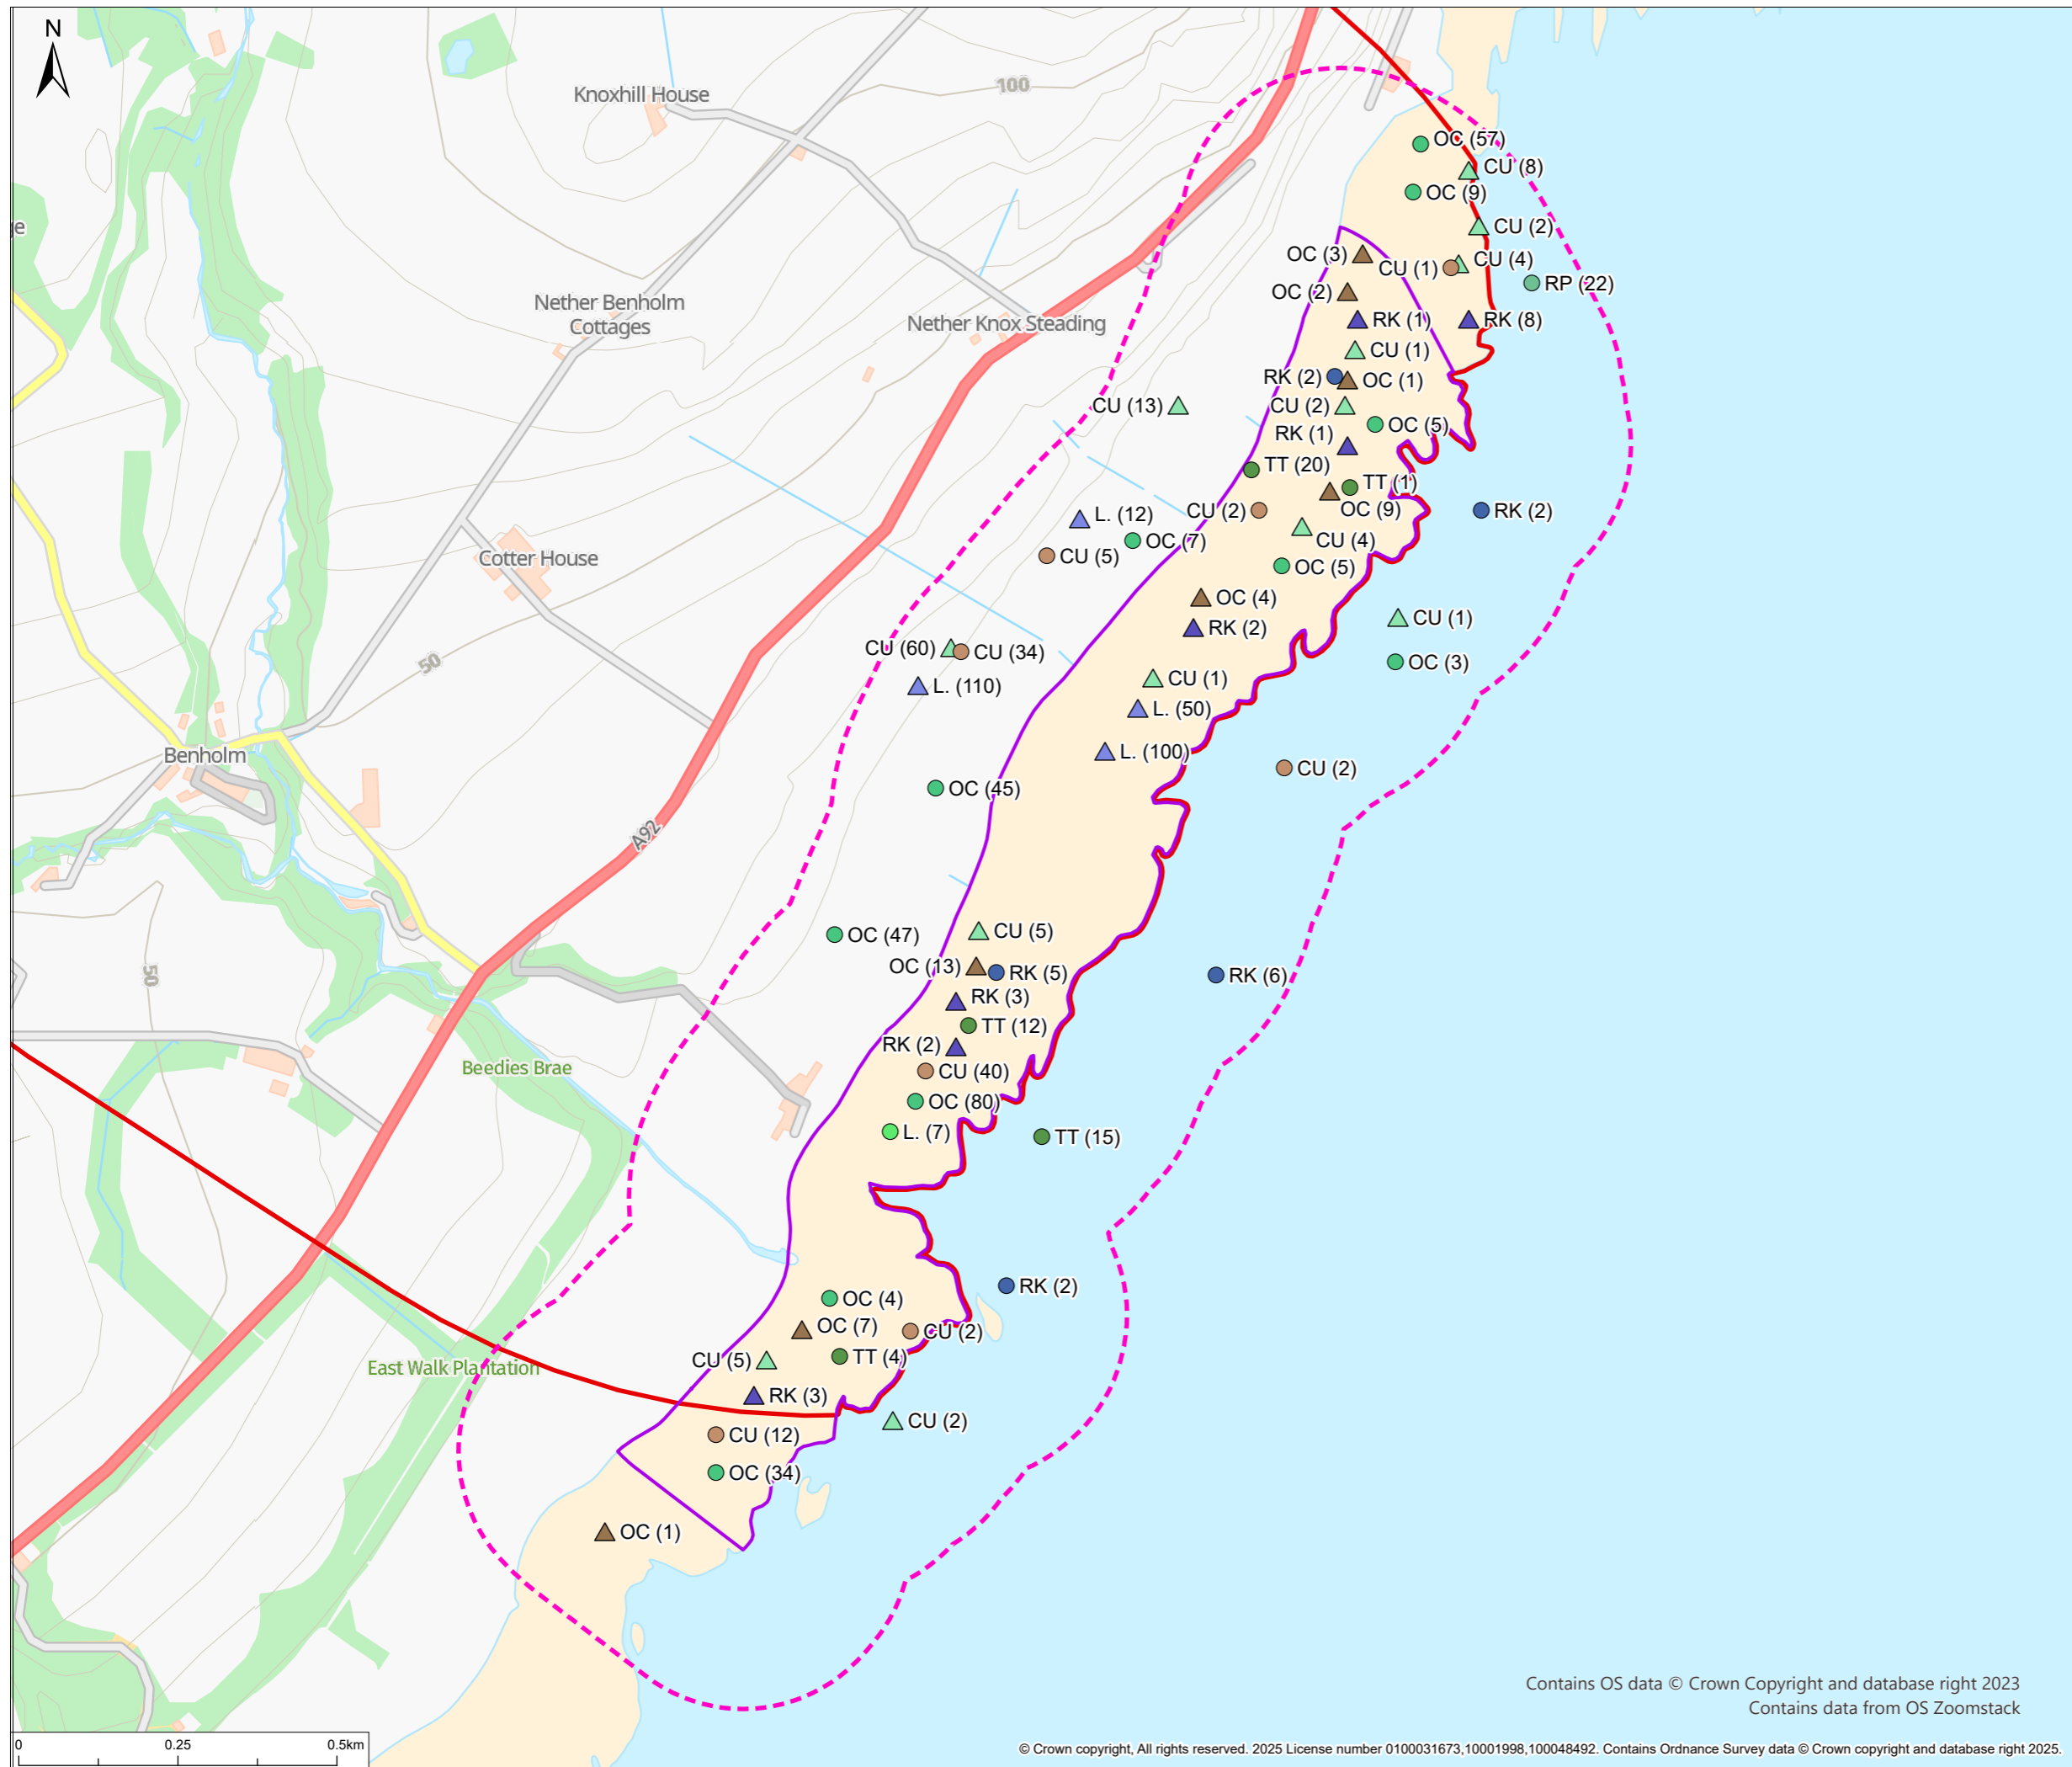 N
Knoxhill House
100
OC (57)
CU (8)
OC (9)
ge
CU (2)
OC (3)
CU (1)
CU (4)
RP (22)
OC (2)
Nether Benholm
Cottages
Nether Knox Steading
RK (1)
RK (8)
CU (1)
RK (2)
OC (1)
CU (13)
CU (2)
OC (5)
RK (1)
TT (20)
TT (1)
OC (9)
CU (2)
RK (2)
L. (12)
OC (7)
CU (4)
CU (5)
Cotter House
OC (5)
OC (4)
CU (1)
RK (2)
CU (60)
CU (34)
50
OC (3)
CU (1)
L. (110)
L. (50)
Benholm
L. (100)
CU (2)
OC (45)
A92
OC (47)
CU (5)
OC (13)
RK (5)
RK (6)
50
RK (3)
TT (12)
RK (2)
Beedies Brae
CU (40)
OC (80)
L. (7)
TT (15)
RK (2)
OC (4)
OC (7)
CU (2)
TT (4)
CU (5)
East Walk Plantation
RK (3)
CU (2)
CU (12)
OC (34)
OC (1)
Contains OS data © Crown Copyright and database right 2023
Contains data from OS Zoomstack
0 0.25 0.5km
© Crown copyright, All rights reserved. 2025 License number 0100031673,10001998,100048492. Contains Ordnance Survey data © Crown copyright and database right 2025.